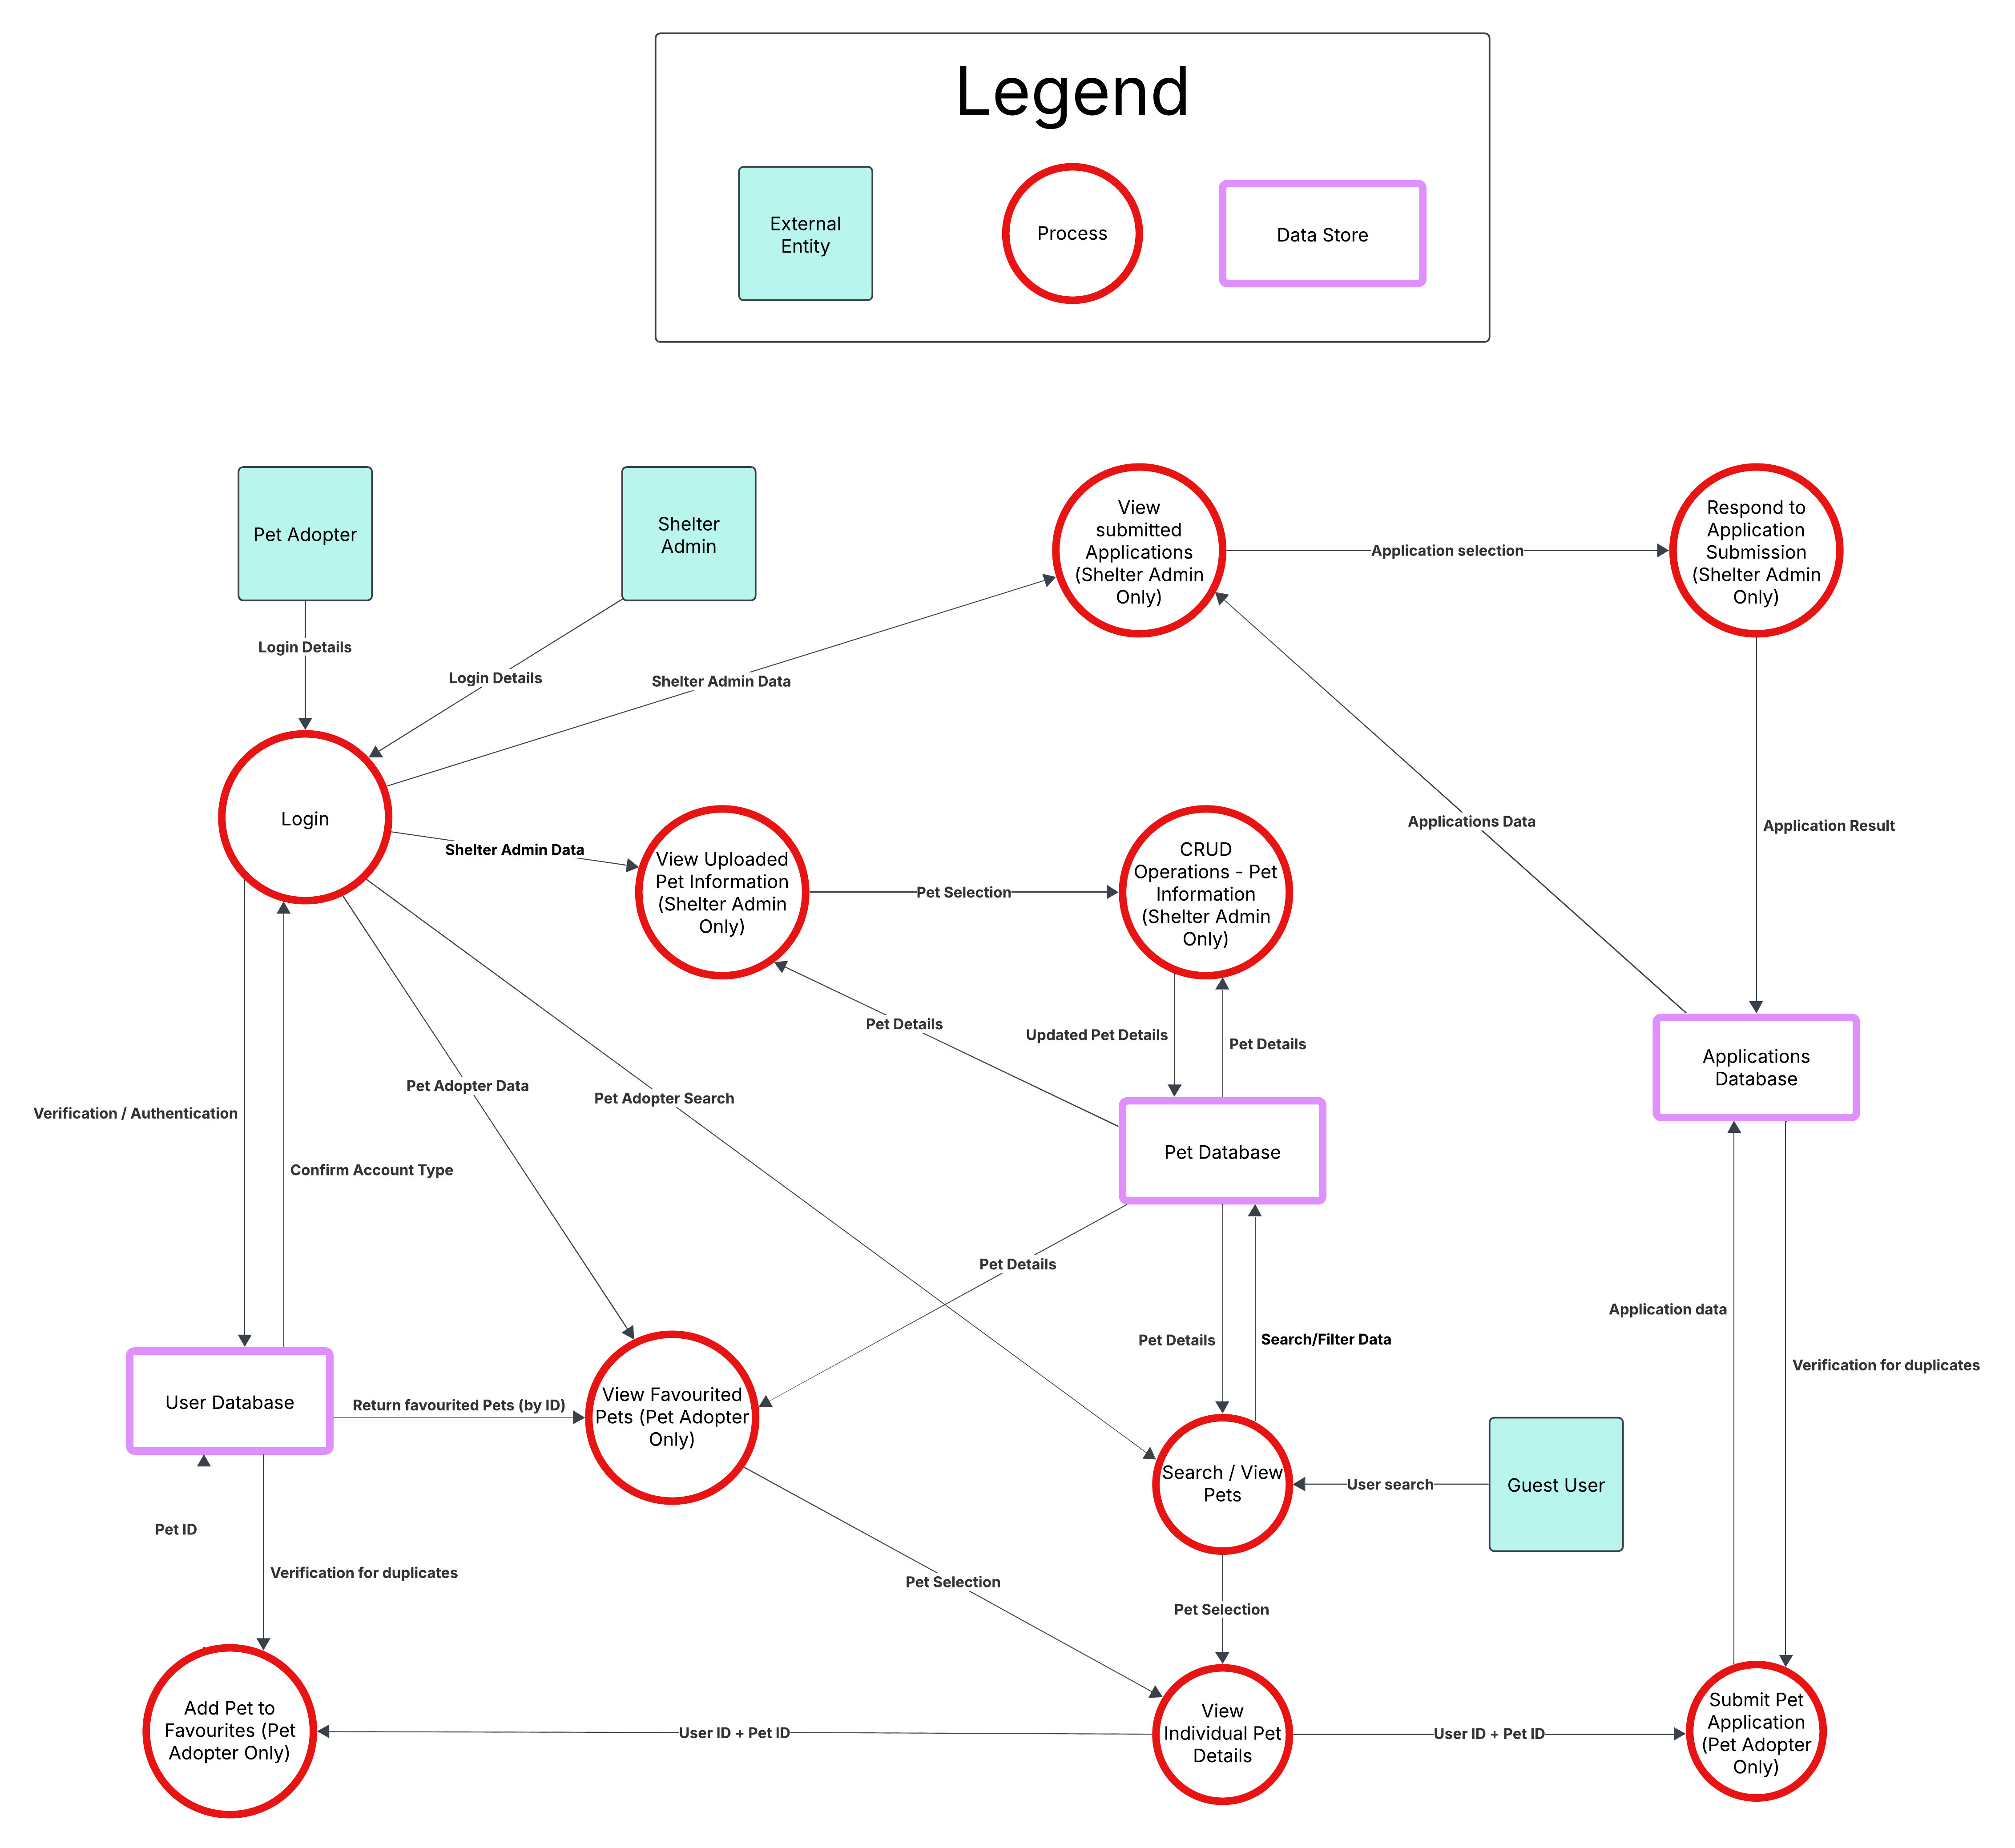 Legend
External
Entity
Process
Data Store
Pet Adopter
Shelter
Admin
View
submitted
Applications
(Shelter Admin
Only)
Application selection
Respond to
Application
Submission
(Shelter Admin
Only)
Login Details
Login Details
Shelter Admin Data
Login
Shelter Admin Data
View Uploaded
Pet Information
(Shelter Admin
Only)
Pet Selection
CRUD
Operations - Pet
Information
(Shelter Admin
Only)
Applications Data
Application Result
Pet Details
Updated Pet Details
Pet Details
Applications
Database
Pet Adopter Data
Pet Adopter Search
Verification / Authentication
Confirm Account Type
Pet Database
Pet Details
Pet Details
Search/Filter Data
Application data
Verification for duplicates
User Database
Return favourited Pets (by ID)
View Favourited
Pets (Pet Adopter
Only)
Search / View
Pets
User search
Guest User
Pet ID
Verification for duplicates
Pet Selection
Pet Selection
Add Pet to
Favourites (Pet
Adopter Only)
User ID + Pet ID
View
Individual Pet
Details
User ID + Pet ID
Submit Pet
Application
(Pet Adopter
Only)